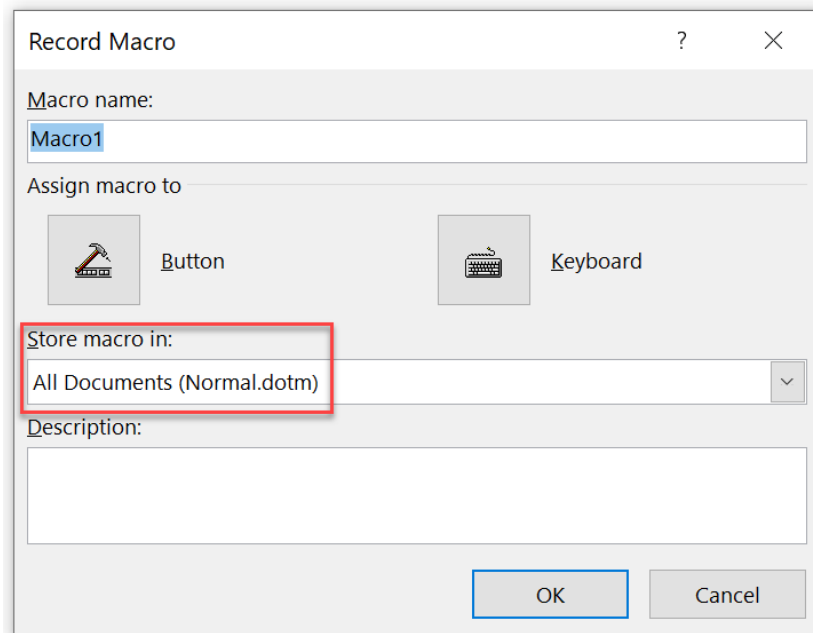 Record Macro ?
Macro name:
Macro1
Assign macro to
Button Keyboard
Store macro in:
All Documents (Normal.dotm)
Description:
OK Cancel